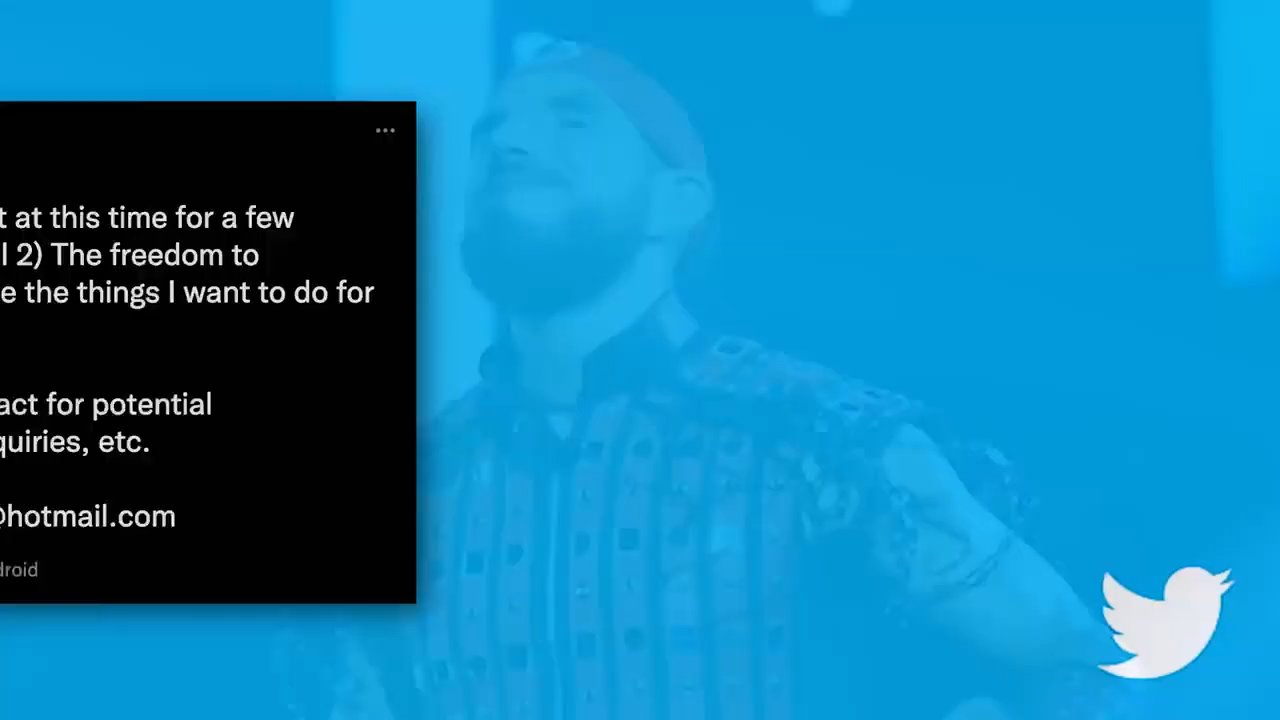 ...
t at this time for a few
l 2) The freedom to
e the things I want to do for
act for potential
quiries, etc.
@hotmail.com
droid